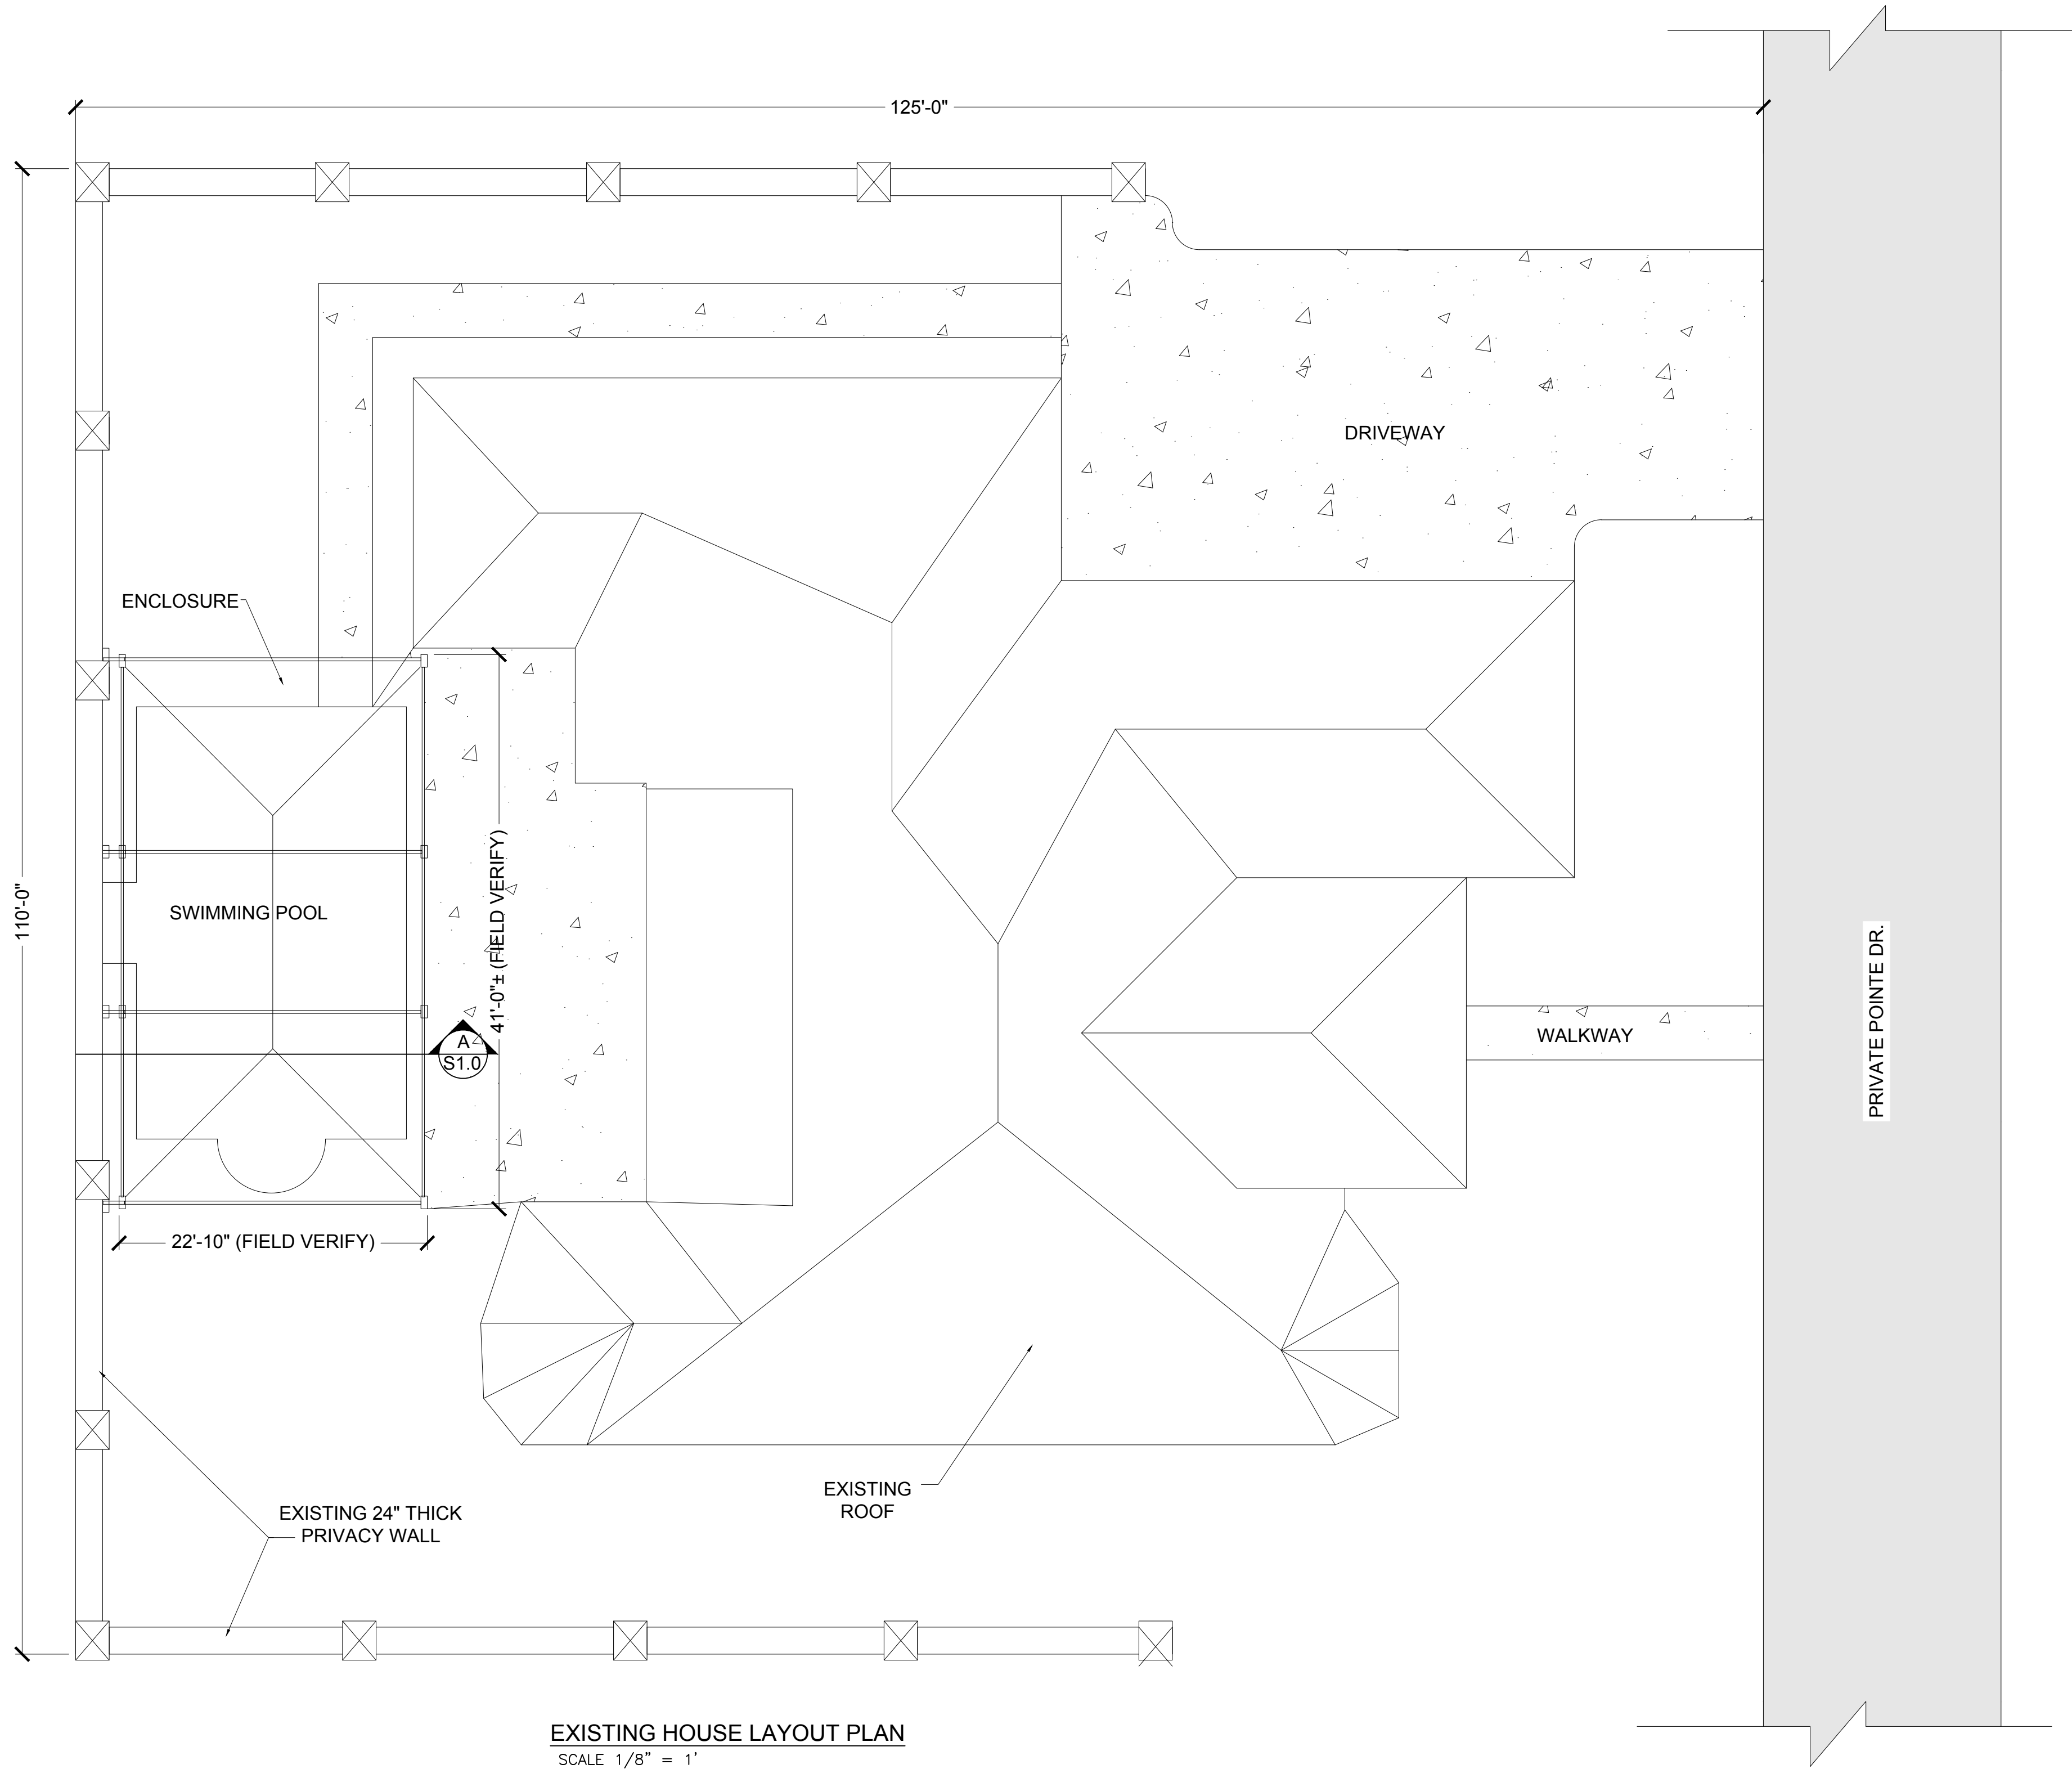 125'-0"
DRIVEWAY
ENCLOSURE
41'-0"± (FIELD VERIFY)
110'-0"
SWIMMING POOL
A
S1.0
WALKWAY
PRIVATE POINTE DR.
22'-10" (FIELD VERIFY)
EXISTING
ROOF
EXISTING 24" THICK
PRIVACY WALL
EXISTING HOUSE LAYOUT PLAN
SCALE 1/8" = 1'